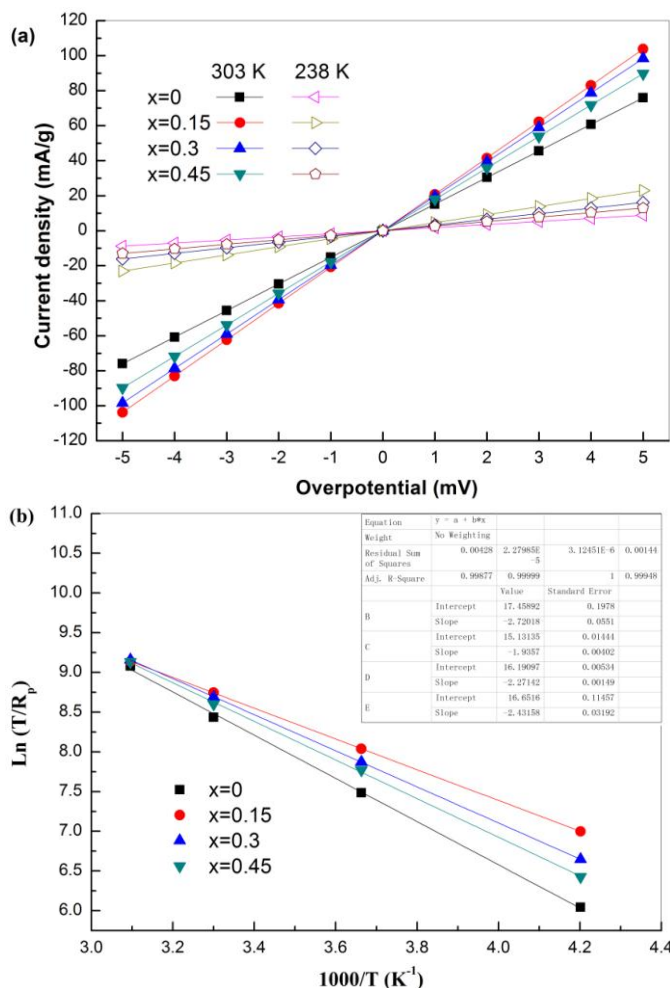 (a)
303 K 238 K
x=0
x=0.15
x=0.3
x=0.45
120
100
80
60
40
20
0
-20
-40
-60
-80
-100
-120
Current density (mA/g)
-5 -4 -3 -2 -1 0 1 2 3 4 5
Overpotential (mV)
(b)
11.0
10.5
10.0
9.5
9.0
8.5
8.0
7.5
7.0
6.5
6.0
Ln (T/Rp)
Equation y = a + b*x
Weight No Weighting
Residual Sum of Squares 0.00428 2.27985E-5 3.12451E-6 0.00144
Adj. R-Square 0.99877 0.99999 1 0.99948
Value Standard Error
B Intercept 17.45892 0.1978
Slope -2.72018 0.0551
C Intercept 15.13135 0.01444
Slope -1.9357 0.00402
D Intercept 16.19097 0.00534
Slope -2.27142 0.00149
E Intercept 16.6516 0.11457
Slope -2.43158 0.03192
x=0
x=0.15
x=0.3
x=0.45
3.0 3.2 3.4 3.6 3.8 4.0 4.2 4.4
1000/T (K-1)